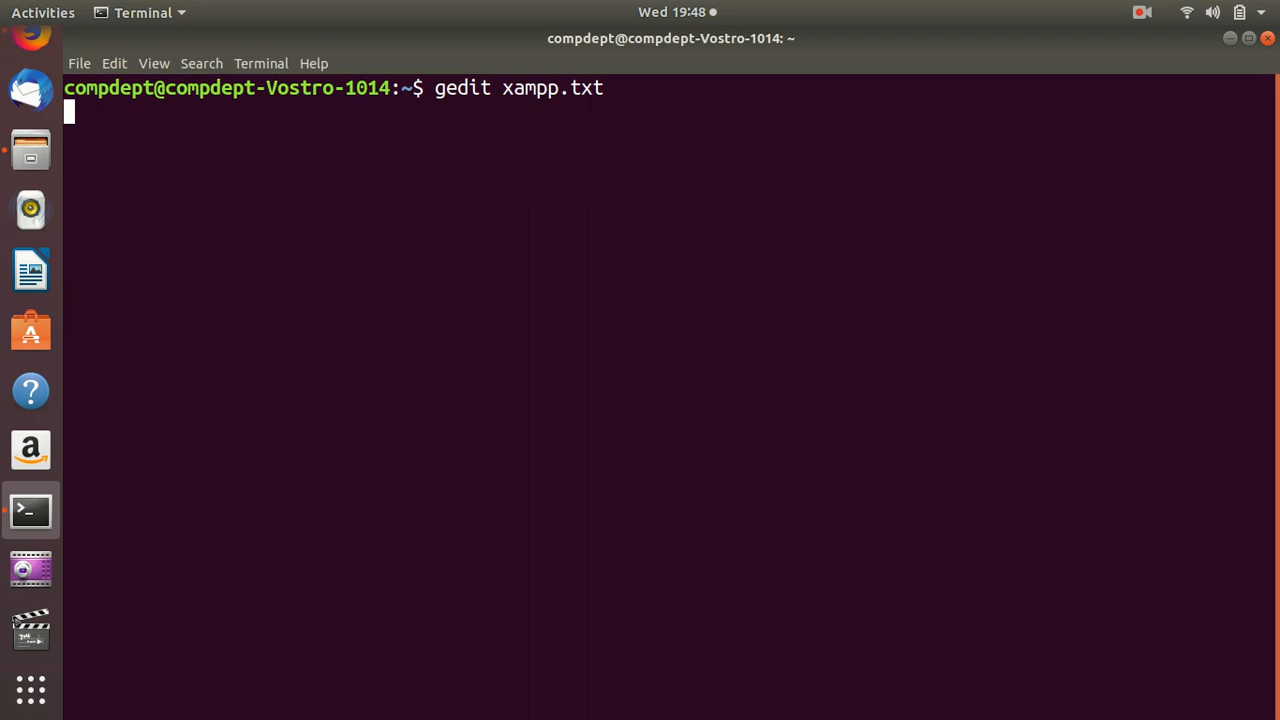 Activities Terminal Wed 19:48
compdept@compdept-Vostro-1014: ~
File Edit View Search Terminal Help
compdept@compdept-Vostro-1014:~$ gedit xampp.txt